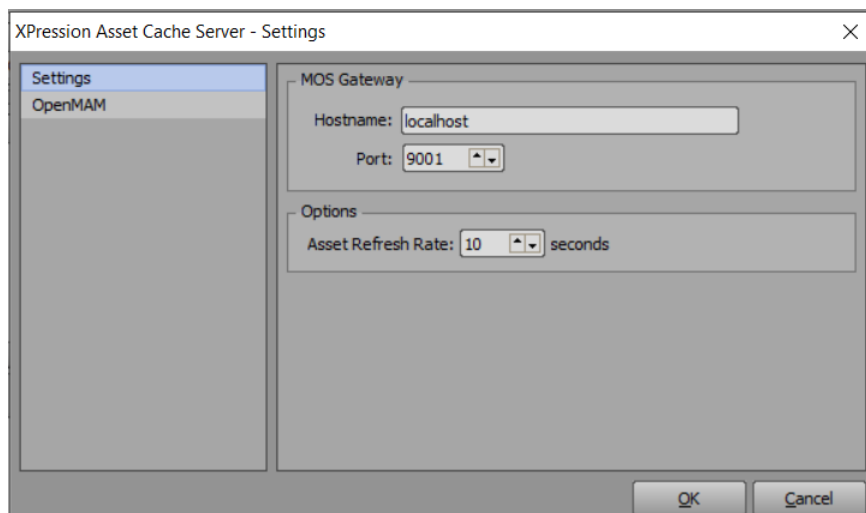 XPression Asset Cache Server - Settings
Settings
OpenMAM
MOS Gateway
Hostname: localhost
Port: 9001
Options
Asset Refresh Rate: 10 seconds
OK Cancel